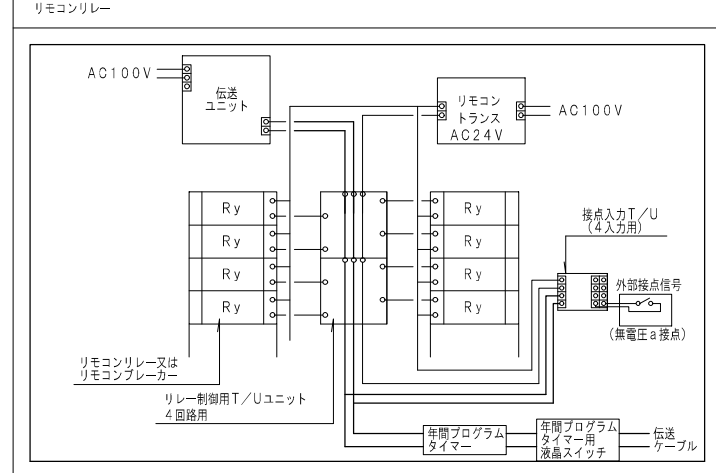 リモコンリレー
AC100V
伝送
ユニット
リモコン
トランス
AC24V
AC100V
Ry
Ry
Ry
Ry
Ry
Ry
Ry
Ry
接点入力T/U
(4入力用)
外部接点信号
(無電圧a接点)
リモコンリレー又は
リモコンブレーカー
リレー制御用T/Uユニット
4回路用
年間プログラム
タイマー
年間プログラム
タイマー用
液晶スイッチ
伝送
ケーブル